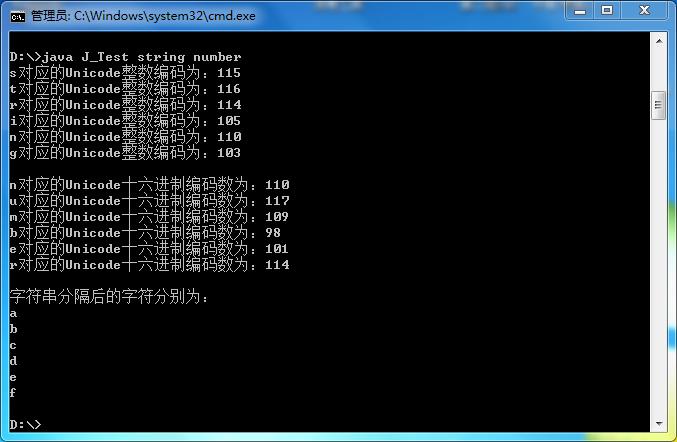 管理员: C:\Windows\system32\cmd.exe
D:\>java J_Test string number
s对应的Unicode整数编码为：115
t对应的Unicode整数编码为：116
r对应的Unicode整数编码为：114
i对应的Unicode整数编码为：105
n对应的Unicode整数编码为：110
g对应的Unicode整数编码为：103
n对应的Unicode十六进制编码数为：110
u对应的Unicode十六进制编码数为：117
m对应的Unicode十六进制编码数为：109
b对应的Unicode十六进制编码数为：98
e对应的Unicode十六进制编码数为：101
r对应的Unicode十六进制编码数为：114
字符串分隔后的字符分别为：
a
b
c
d
e
f
D:\>